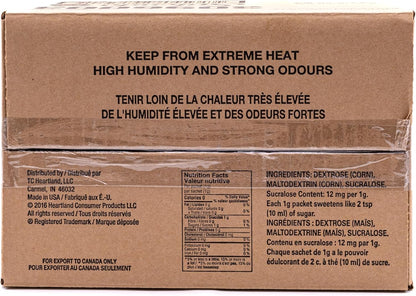 KEEP FROM EXTREME HEAT
HIGH HUMIDITY AND STRONG ODOURS
TENIR LOIN DE LA CHALEUR TRÈS ÉLEVÉE
DE L'HUMIDITÉ ÉLEVÉE ET DES ODEURS FORTES
Distributed by / Distribué par
TC Heartland, LLC
Carmel, IN 46032
Made in USA / Fabriqué aux É.-U.
© 2016 Heartland Consumer Products LLC
All rights reserved / Tous droits réservés
® Registered Trademark / Marque déposée
FOR EXPORT TO CANADA ONLY
POUR EXPORTER AU CANADA SEULEMENT
Nutrition Facts
Valeur nutritive
Calories 0
INGREDIENTS: DEXTROSE (CORN),
MALTODEXTRIN (CORN), SUCRALOSE.
Sucralose Content: 12 mg per 1g.
Each 1g packet sweetens like 2 tsp
(10 ml) of sugar.
INGRÉDIENTS : DEXTROSE (MAÏS),
MALTODEXTRINE (MAÏS), SUCRALOSE.
Contenu en sucralose : 12 mg par 1g.
Chaque sachet de 1g a le pouvoir
édulcorant de 2 c. à thé (10 ml) de sucre.